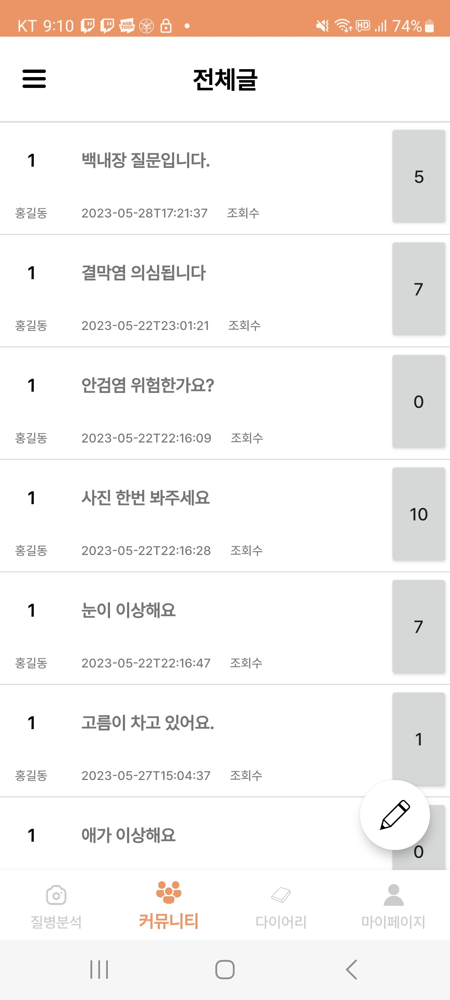 KT 9:10 WEB TOON HD 74%
전체글
1 백내장 질문입니다. 5
홍길동 2023-05-28T17:21:37 조회수
1 결막염 의심됩니다 7
홍길동 2023-05-22T23:01:21 조회수
1 안검염 위험한가요? 0
홍길동 2023-05-22T22:16:09 조회수
1 사진 한번 봐주세요 10
홍길동 2023-05-22T22:16:28 조회수
1 눈이 이상해요 7
홍길동 2023-05-22T22:16:47 조회수
1 고름이 차고 있어요. 1
홍길동 2023-05-27T15:04:37 조회수
1 애가 이상해요 0
질병분석 커뮤니티 다이어리 마이페이지